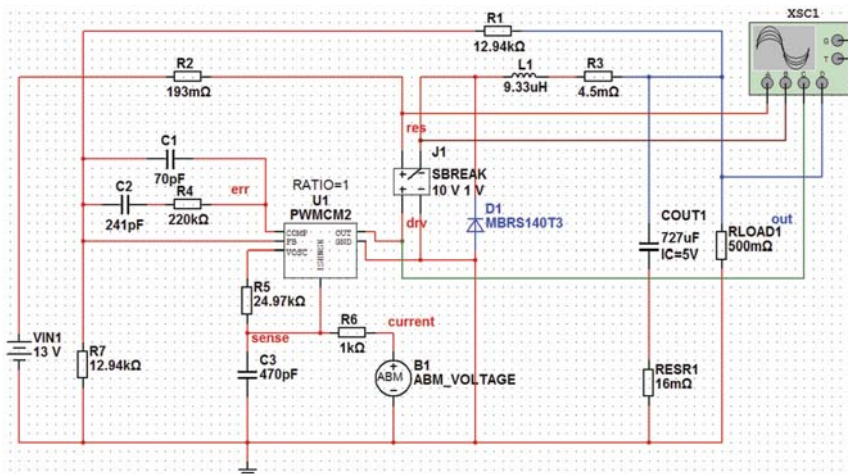 XSC1
R1
12.94kΩ
G
T
A B C D
R2
193mΩ
L1
9.33uH
R3
4.5mΩ
res
C1
70pF
J1
SBREAK
10 V 1 V
C2
241pF
R4
220kΩ
err
RATIO=1
U1
PWMCM2
COMP
FB
VOSC
OUT
GND
ISENSE
drv
D1
MBRS140T3
COUT1
727uF
IC=5V
out
RLOAD1
500mΩ
R5
24.97kΩ
sense
R6
1kΩ
current
VIN1
13 V
R7
12.94kΩ
C3
470pF
ABM
B1
ABM_VOLTAGE
RESR1
16mΩ